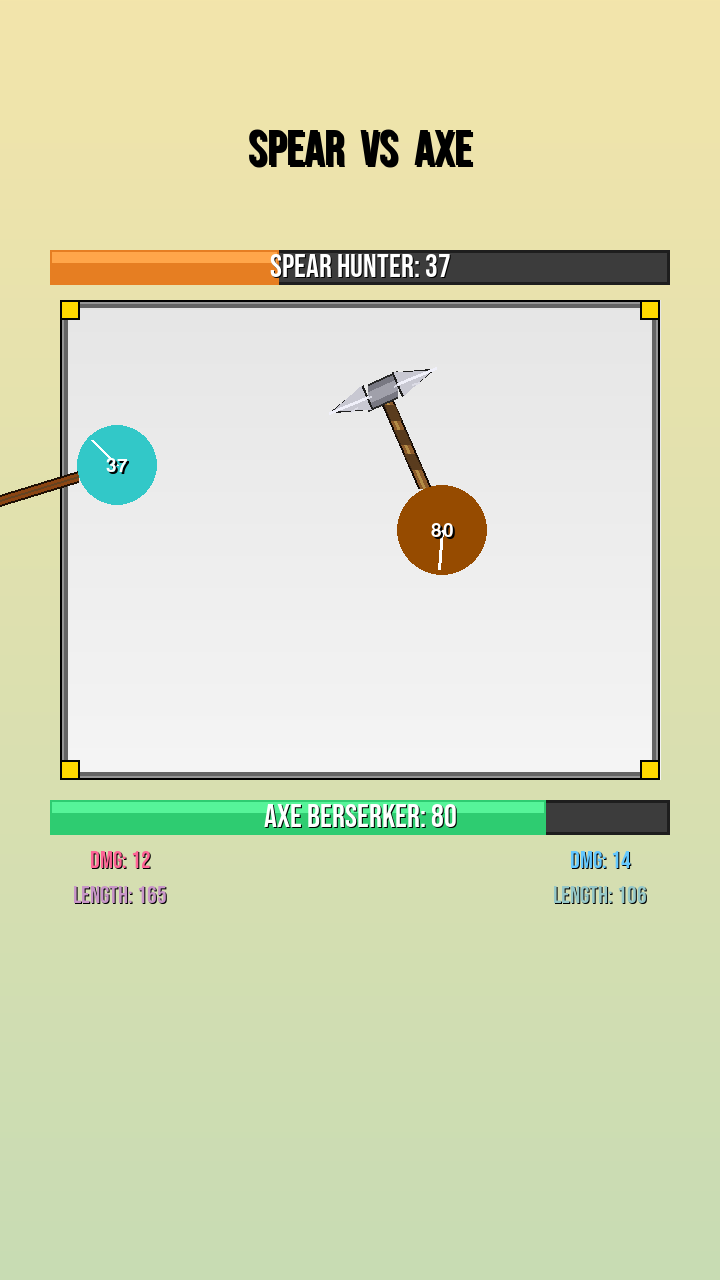 SPEAR VS AXE
SPEAR HUNTER: 37
37
80
AXE BERSERKER: 80
DMG: 12
DMG: 14
LENGTH: 165
LENGTH: 106